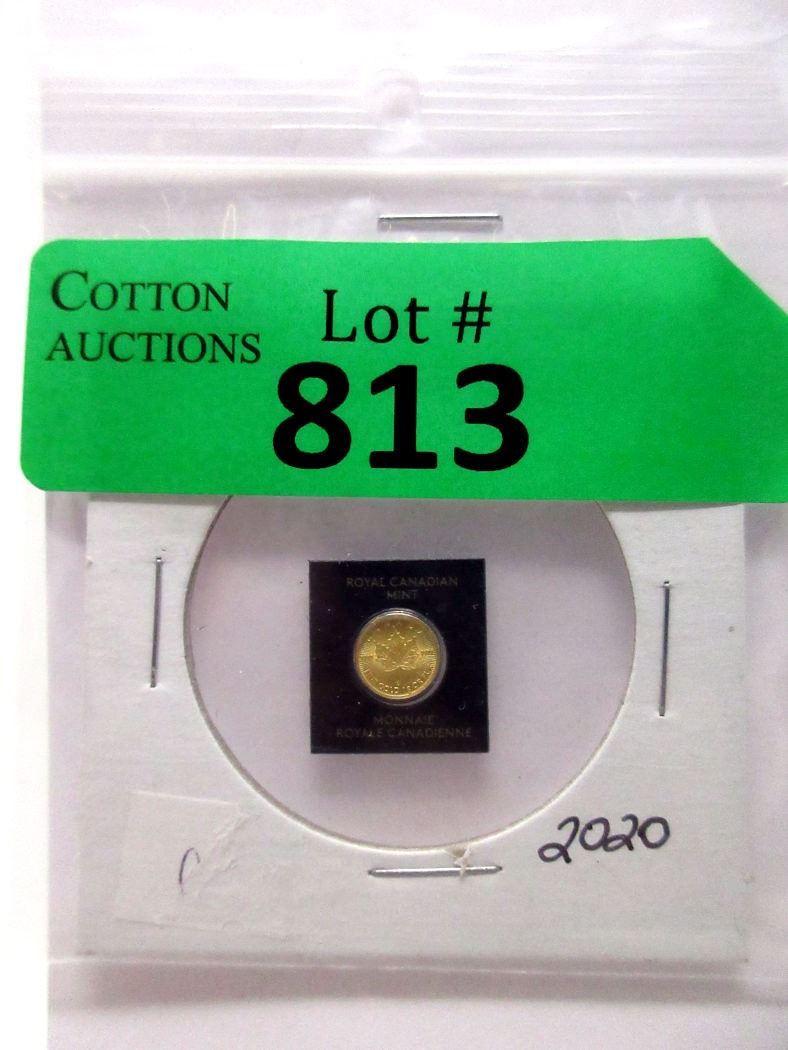 COTTON
AUCTIONS
Lot #
813
ROYAL CANADIAN
MINT
MONNAIE
ROYALE CANADIENNE
2020